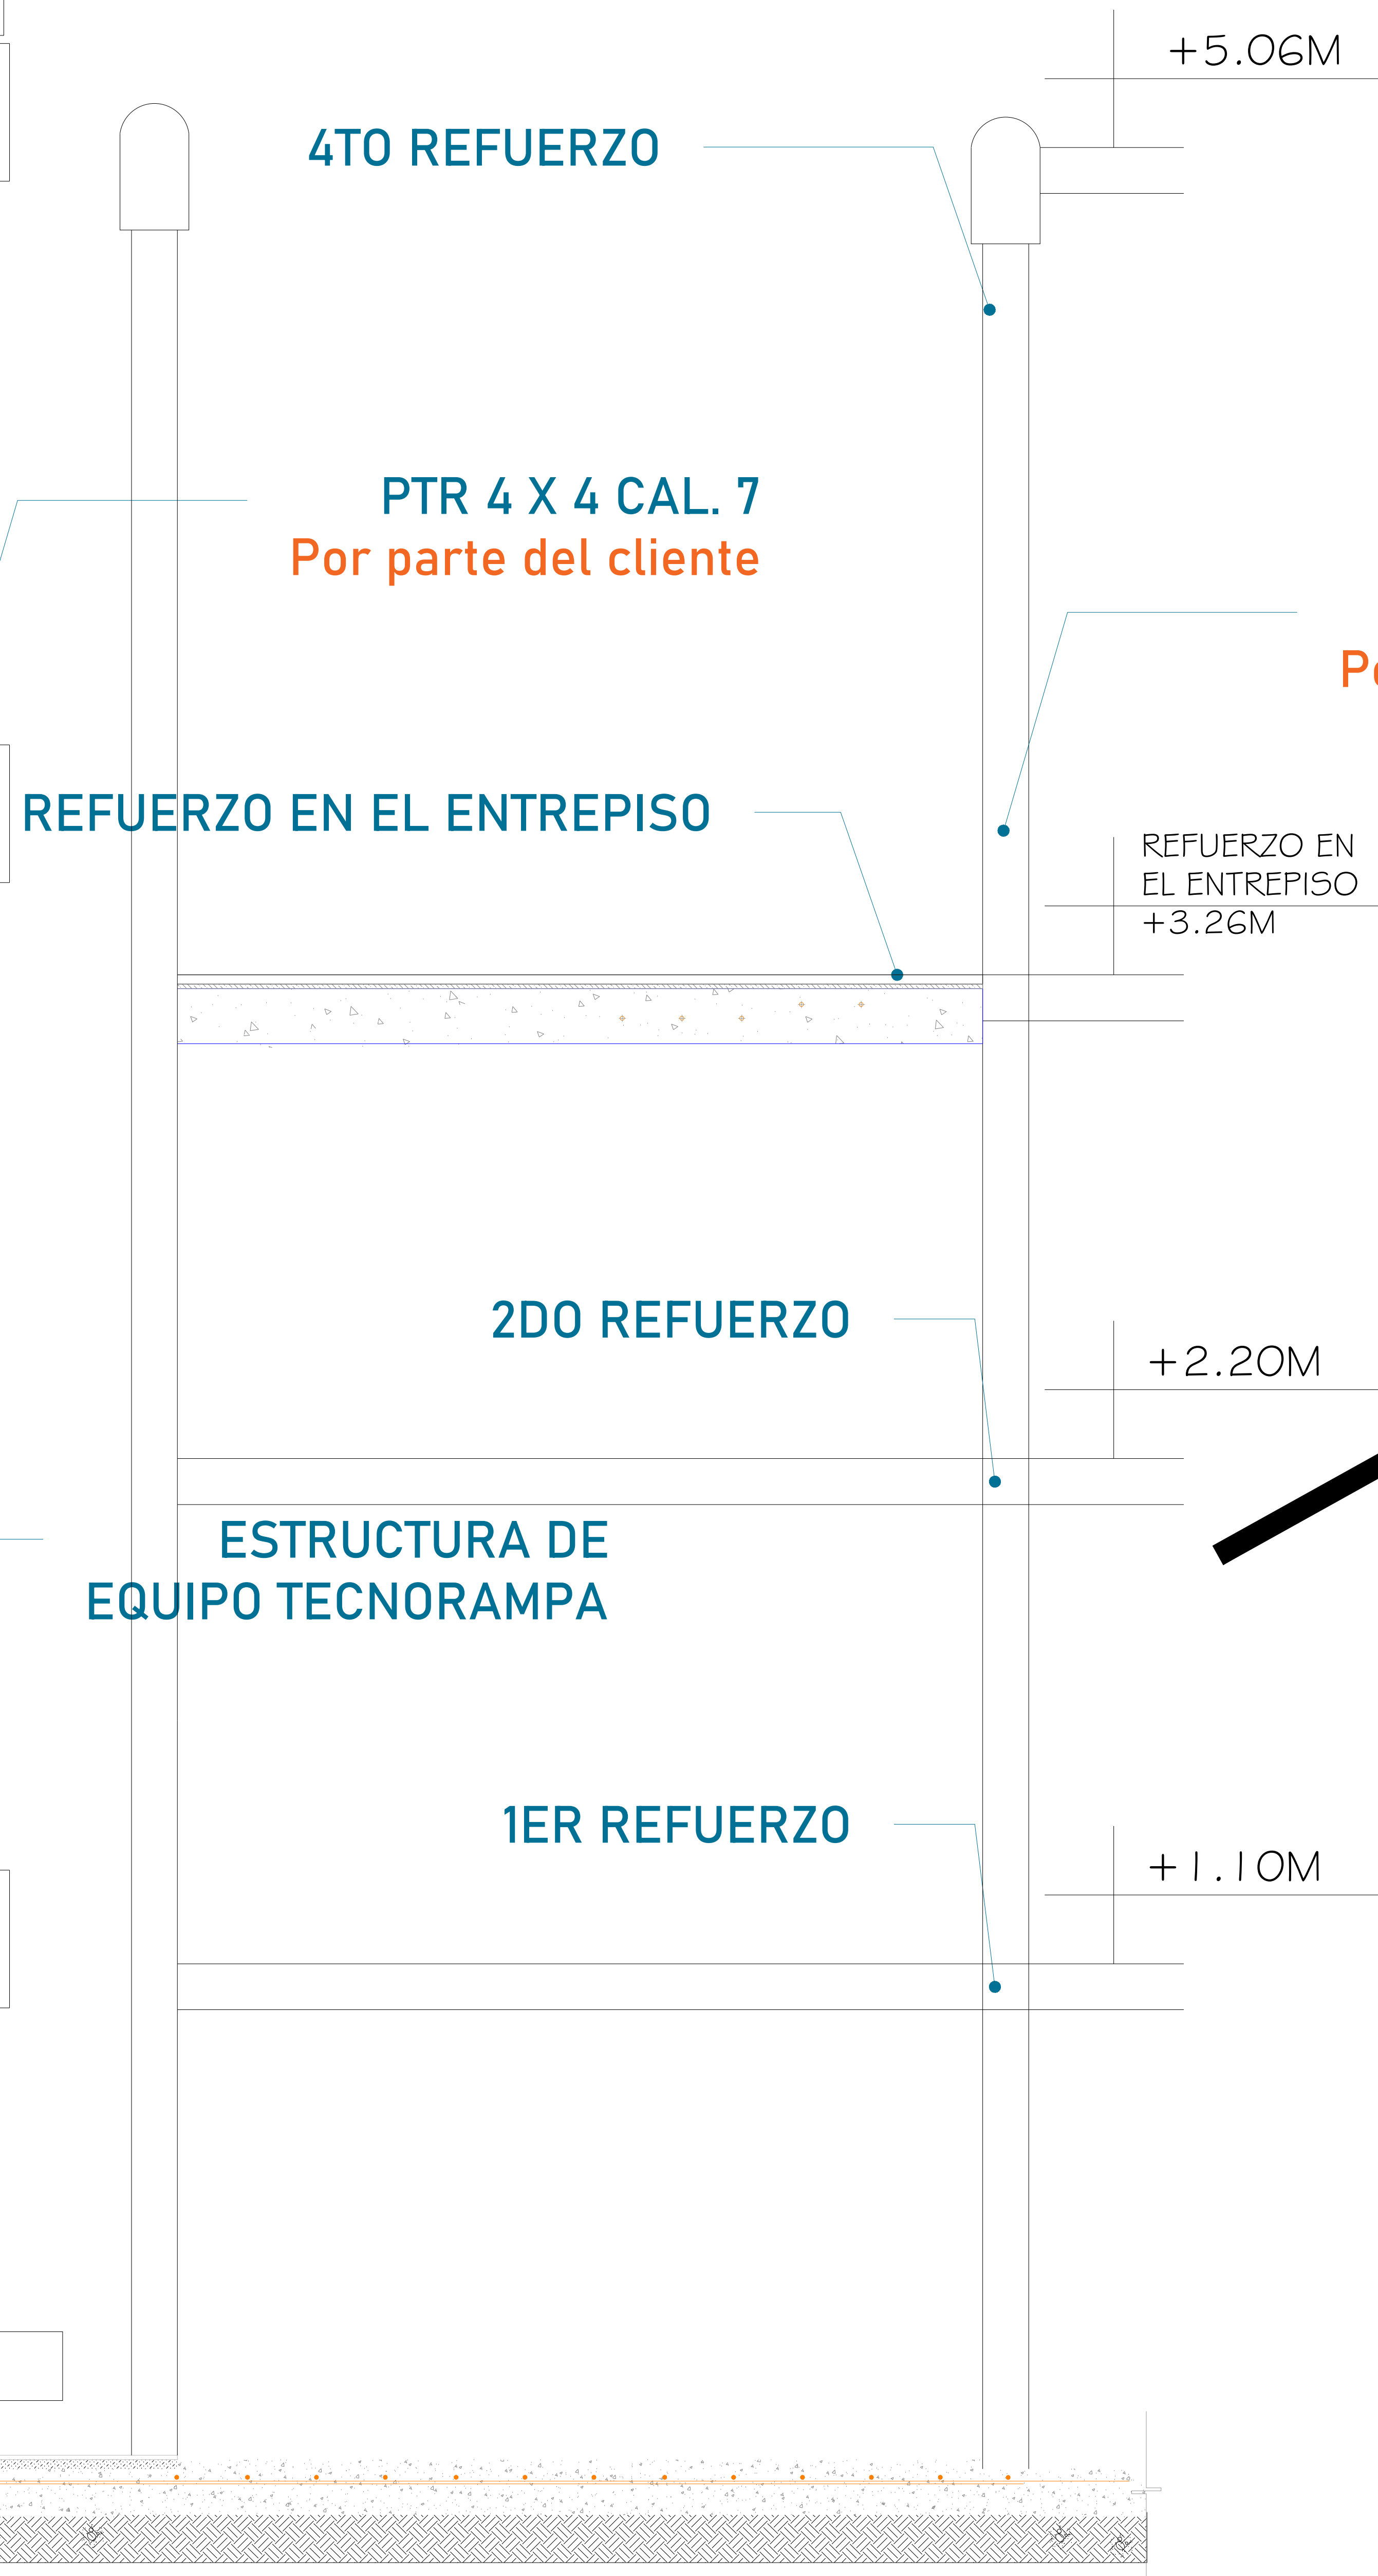 +5.06M
4TO REFUERZO
PTR 4 X 4 CAL. 7
Por parte del cliente
REFUERZO EN EL ENTREPISO
REFUERZO EN
EL ENTREPISO
+3.26M
2DO REFUERZO
+2.20M
ESTRUCTURA DE
EQUIPO TECNORAMPA
1ER REFUERZO
+1.10M